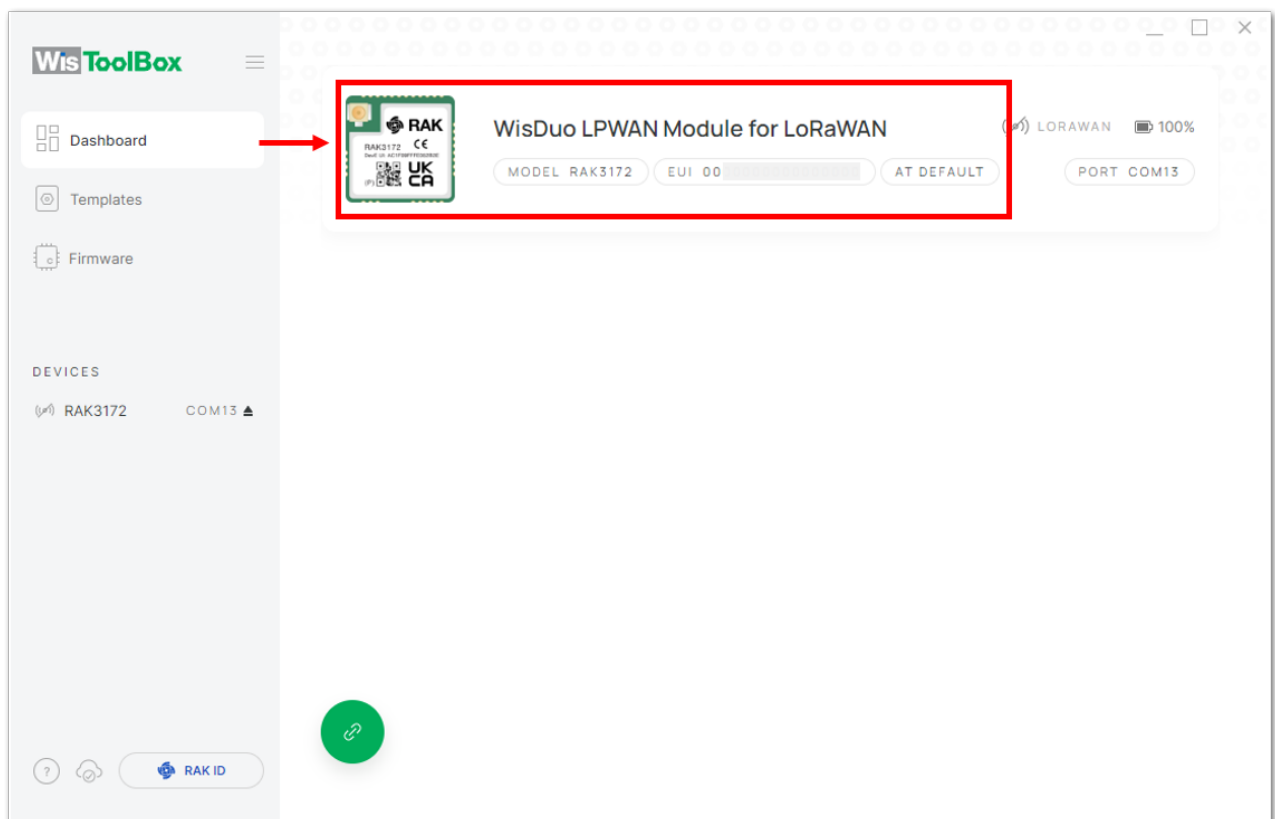 WisToolBox
Dashboard
Templates
Firmware
DEVICES
RAK3172 COM13
RAK ID
RAK
RAK3172 CE
(P) UK
CA
WisDuo LPWAN Module for LoRaWAN
MODEL RAK3172 EUI 00 AT DEFAULT
LORAWAN 100%
PORT COM13